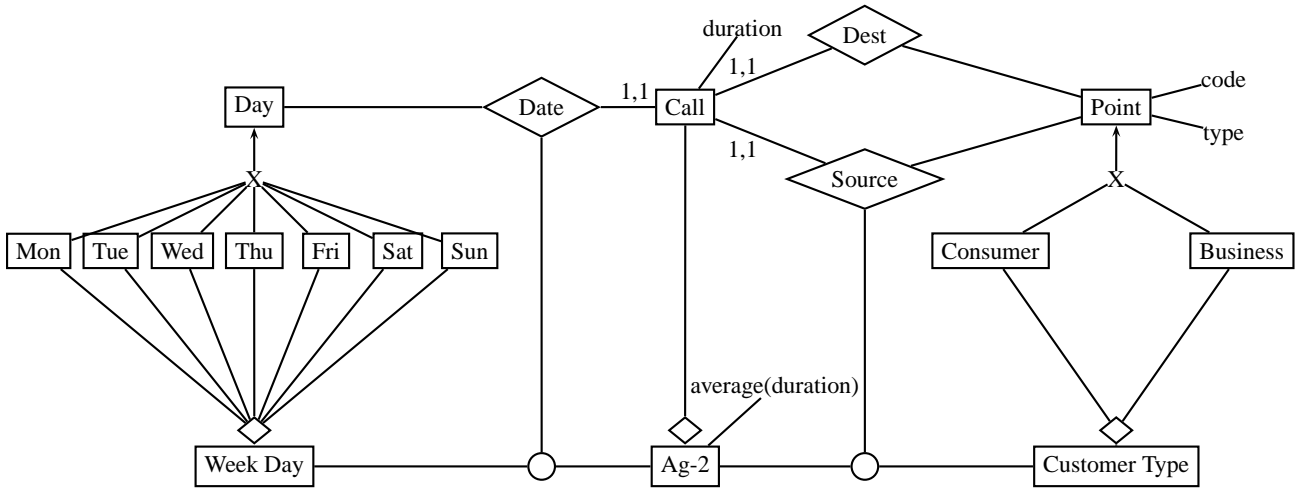 duration
Dest
1,1
code
Day
Date
1,1
Call
Point
type
1,1
X
Source
X
Mon
Tue
Wed
Thu
Fri
Sat
Sun
Consumer
Business
average(duration)
Week Day
Ag-2
Customer Type